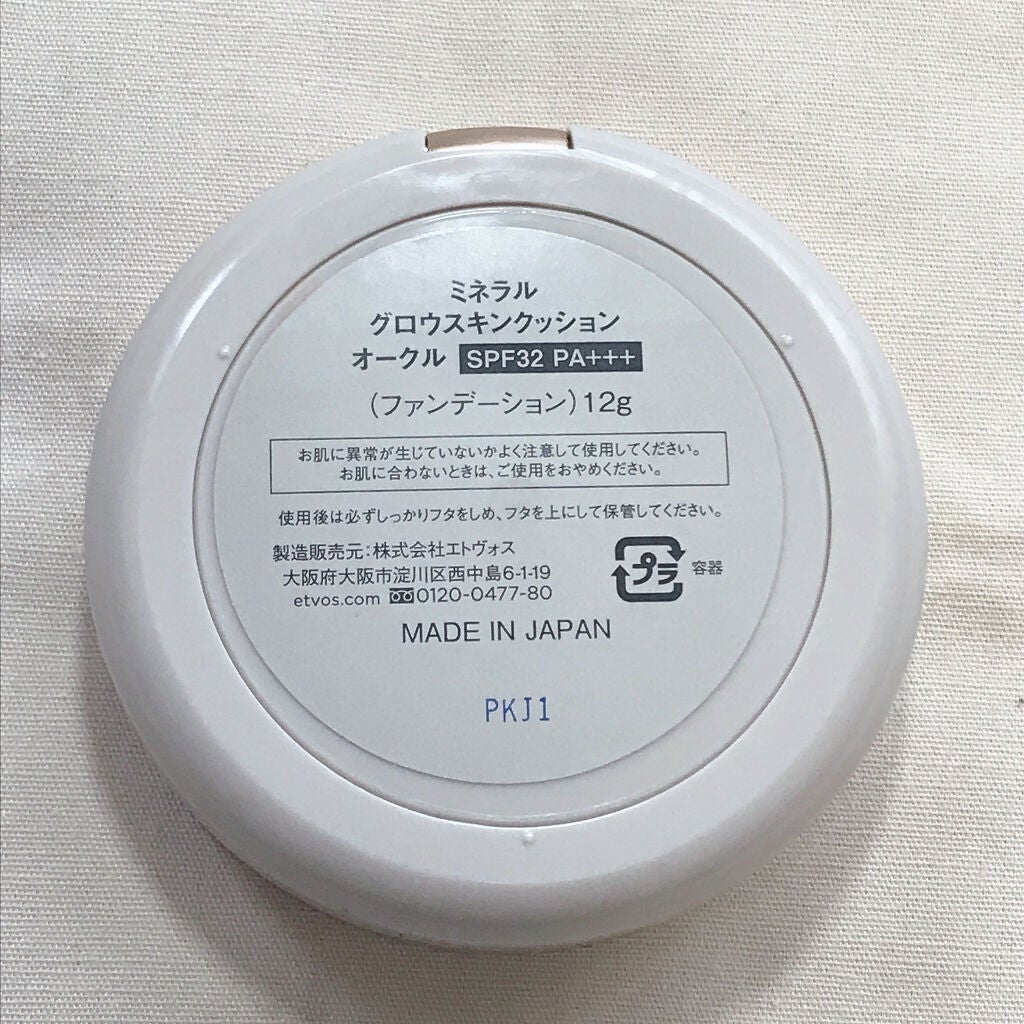 ミネラル
グロウスキンクッション
オークル SPF32 PA+++
(ファンデーション)12g
お肌に異常が生じていないかよく注意して使用してください。
お肌に合わないときは、ご使用をおやめください。
使用後は必ずしっかりフタをしめ、フタを上にして保管してください。
製造販売元:株式会社エトヴォス
大阪府大阪市淀川区西中島6-1-19
etvos.com 0120-0477-80
プラ 容器
MADE IN JAPAN
PKJ1